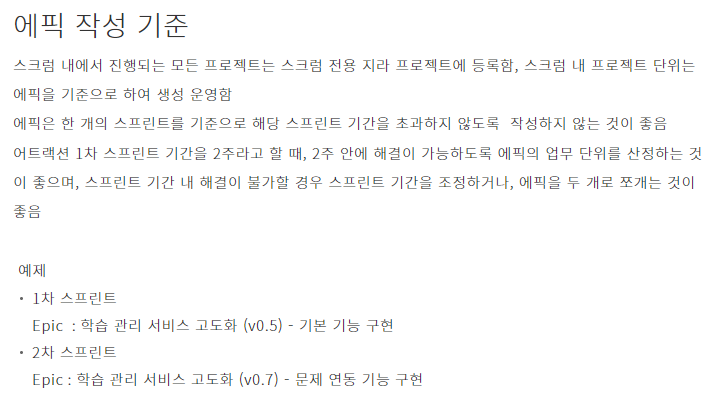 에픽 작성 기준
스크럼 내에서 진행되는 모든 프로젝트는 스크럼 전용 지라 프로젝트에 등록함, 스크럼 내 프로젝트 단위는
에픽을 기준으로 하여 생성 운영함
에픽은 한 개의 스프린트를 기준으로 해당 스프린트 기간을 초과하지 않도록  작성하지 않는 것이 좋음
어트랙션 1차 스프린트 기간을 2주라고 할 때, 2주 안에 해결이 가능하도록 에픽의 업무 단위를 산정하는 것
이 좋으며, 스프린트 기간 내 해결이 불가할 경우 스프린트 기간을 조정하거나, 에픽을 두 개로 쪼개는 것이
좋음
예제
• 1차 스프린트
Epic  : 학습 관리 서비스 고도화 (v0.5) - 기본 기능 구현
• 2차 스프린트
Epic : 학습 관리 서비스 고도화 (v0.7) - 문제 연동 기능 구현